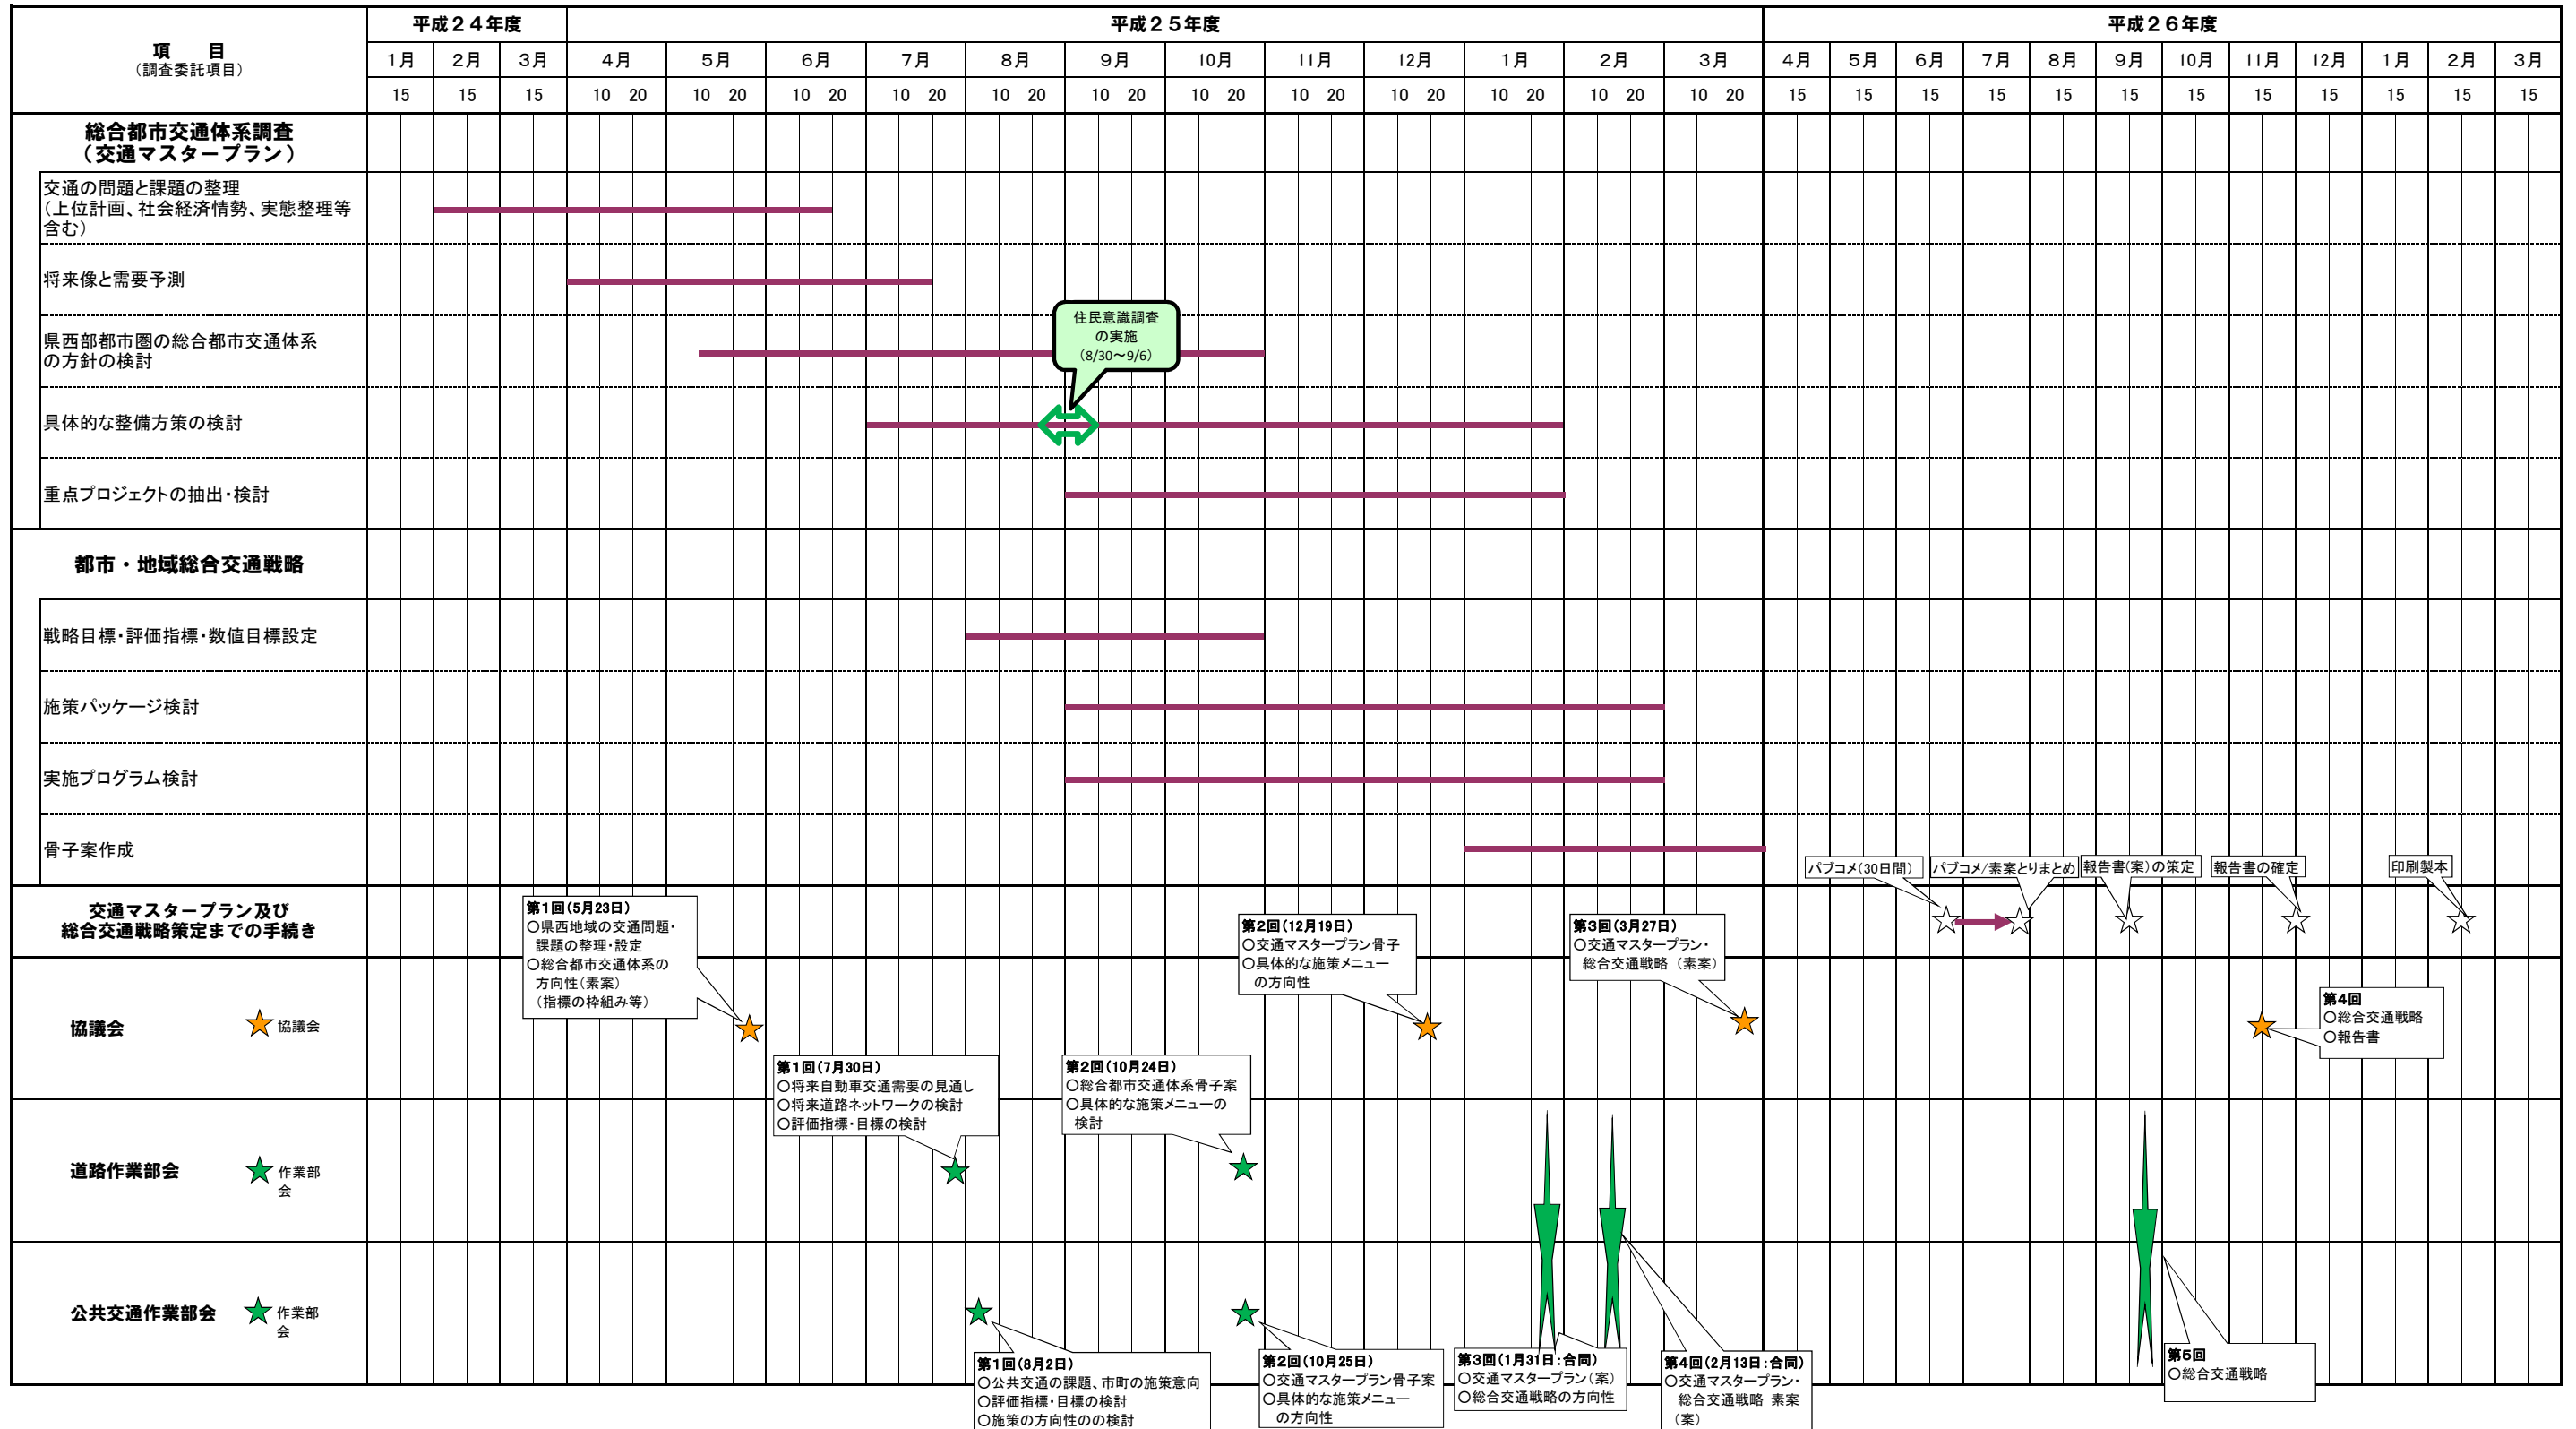 項　　目
（調査委託項目）
平成２４年度
平成２５年度
平成２６年度
1月 2月 3月 4月 5月 6月 7月 8月 9月 10月 11月 12月 1月 2月 3月 4月 5月 6月 7月 8月 9月 10月 11月 12月 1月 2月 3月
15 15 15 10 20 10 20 10 20 10 20 10 20 10 20 10 20 10 20 10 20 10 20 10 20 10 20 15 15 15 15 15 15 15 15 15 15 15 15
総合都市交通体系調査
（交通マスタープラン）
交通の問題と課題の整理
（上位計画、社会経済情勢、実態整理等
含む）
将来像と需要予測
住民意識調査
の実施
（8/30～9/6）
県西部都市圏の総合都市交通体系
の方針の検討
具体的な整備方策の検討
重点プロジェクトの抽出・検討
都市・地域総合交通戦略
戦略目標・評価指標・数値目標設定
施策パッケージ検討
実施プログラム検討
骨子案作成
パブコメ（30日間）
パブコメ/素案とりまとめ
報告書（案）の策定
報告書の確定
印刷製本
交通マスタープラン及び
総合交通戦略策定までの手続き
第１回（５月23日）
○県西地域の交通問題・
課題の整理・設定
○総合都市交通体系の
方向性（素案）
（指標の枠組み等）
第２回（12月19日）
○交通マスタープラン骨子
○具体的な施策メニュー
の方向性
第３回（3月27日）
○交通マスタープラン・
総合交通戦略（素案）
協議会
協議会
第４回
○総合交通戦略
○報告書
第１回（7月30日）
○将来自動車交通需要の見通し
○将来道路ネットワークの検討
○評価指標・目標の検討
第２回（10月24日）
○総合都市交通体系骨子案
○具体的な施策メニューの
検討
道路作業部会
作業部
会
公共交通作業部会
作業部
会
第１回（8月2日）
○公共交通の課題、市町の施策意向
○評価指標・目標の検討
○施策の方向性のの検討
第２回（10月25日）
○交通マスタープラン骨子案
○具体的な施策メニュー
の方向性
第３回（1月31日：合同）
○交通マスタープラン（案）
○総合交通戦略の方向性
第４回（2月13日：合同）
○交通マスタープラン・
総合交通戦略 素案
（案）
第５回
○総合交通戦略